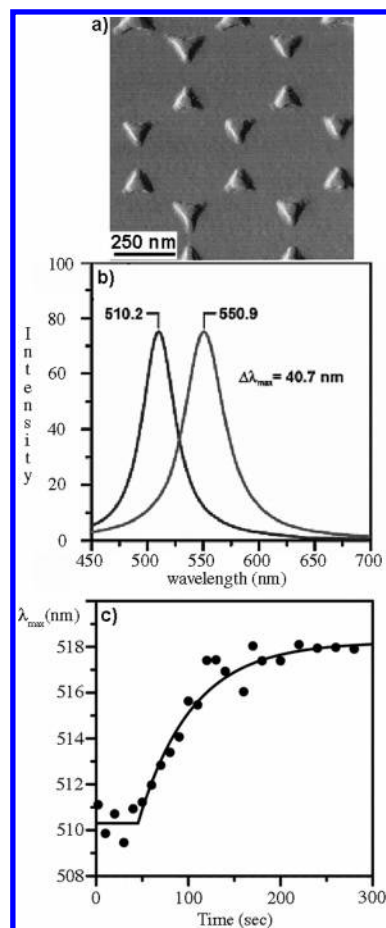 a)
250 nm
100
80
60
40
20
0
Intensity
b)
510.2
550.9
Δλmax= 40.7 nm
450 500 550 600 650 700
wavelength (nm)
λmax(nm)
c)
518
516
514
512
510
508
0 100 200 300
Time (sec)